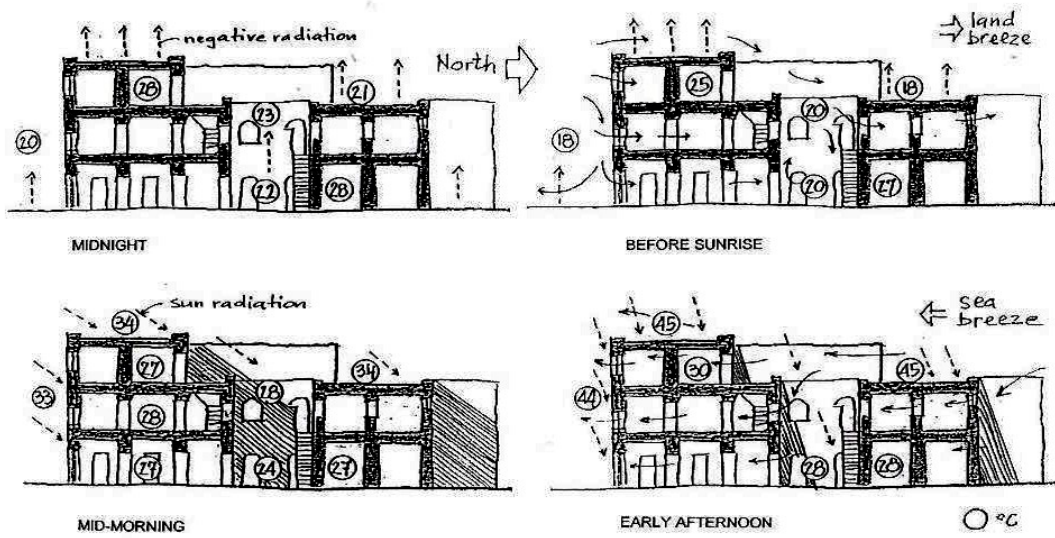 negative radiation
28
21
20
23
22
28
MIDNIGHT
North
land
breeze
25
18
20
18
20
27
BEFORE SUNRISE
sun radiation
34
27
34
33
28
28
27
24
27
MID-MORNING
sea
breeze
45
30
45
44
28
28
EARLY AFTERNOON
°C